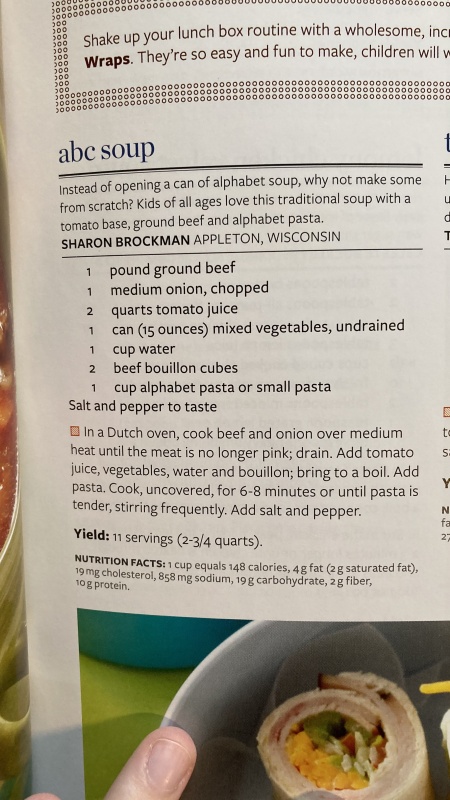 Shake up your lunch box routine with a wholesome,
Wraps. They're so easy and fun to make, children will
abc soup
Instead of opening a can of alphabet soup, why not make some
from scratch? Kids of all ages love this traditional soup with a
tomato base, ground beef and alphabet pasta.
SHARON BROCKMAN APPLETON, WISCONSIN
1 pound ground beef
1 medium onion, chopped
2 quarts tomato juice
1 can (15 ounces) mixed vegetables, undrained
1 cup water
2 beef bouillon cubes
1 cup alphabet pasta or small pasta
Salt and pepper to taste
In a Dutch oven, cook beef and onion over medium
heat until the meat is no longer pink; drain. Add tomato
juice, vegetables, water and bouillon; bring to a boil. Add
pasta. Cook, uncovered, for 6-8 minutes or until pasta is
tender, stirring frequently. Add salt and pepper.
Yield: 11 servings (2-3/4 quarts).
NUTRITION FACTS: 1 cup equals 148 calories, 4 g fat (2 g saturated fat),
19 mg cholesterol, 858 mg sodium, 19 g carbohydrate, 2 g fiber,
10 g protein.